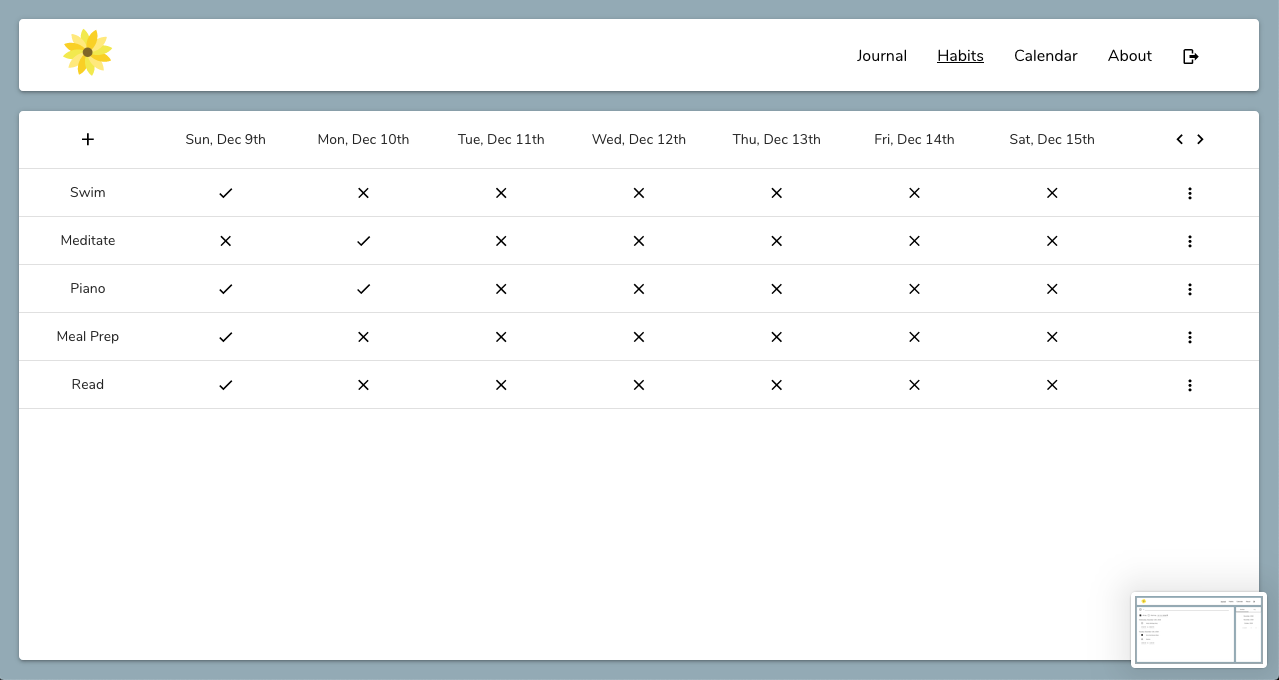 Journal Habits Calendar About
Sun, Dec 9th Mon, Dec 10th Tue, Dec 11th Wed, Dec 12th Thu, Dec 13th Fri, Dec 14th Sat, Dec 15th
Swim
Meditate
Piano
Meal Prep
Read